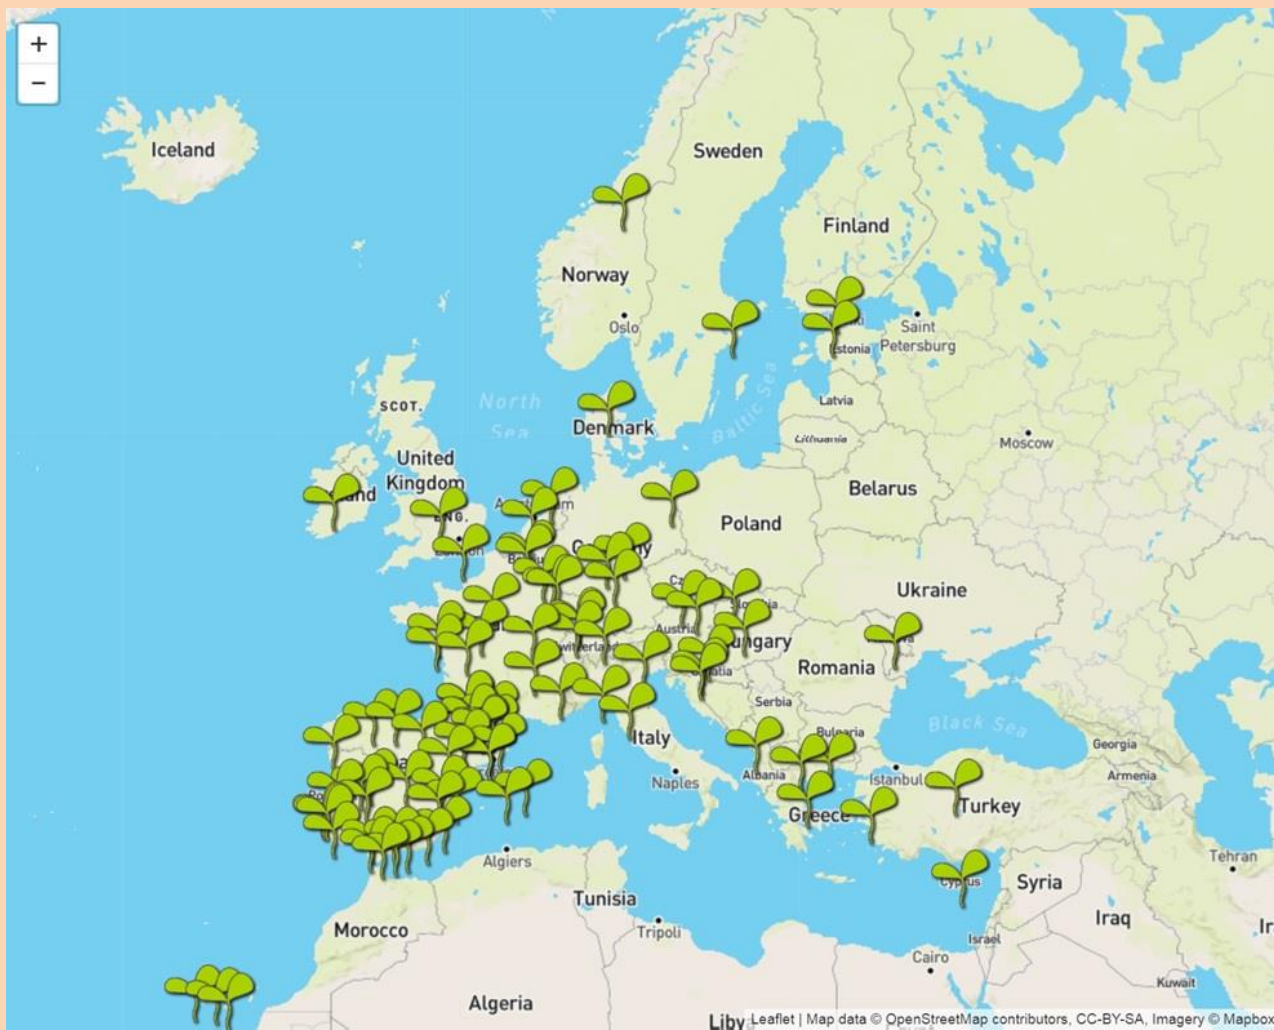 +
−
Iceland
Sweden
Finland
Norway
Oslo
Saint
Petersburg
Estonia
North
Sea
SCOT.
Baltic Sea
Latvia
Lithuania
Denmark
Moscow
United
Kingdom
Belarus
ENG.
Poland
Ukraine
Austria
Romania
Serbia
Black Sea
Italy
Bulgaria
Georgia
Albania
Istanbul
Armenia
Naples
Greece
Turkey
Algiers
Cyprus
Syria
Tehran
Tunisia
Morocco
Tripoli
Iraq
Israel
Cairo
Kuwait
Algeria
Leaflet | Map data © OpenStreetMap contributors, CC-BY-SA, Imagery © Mapbox